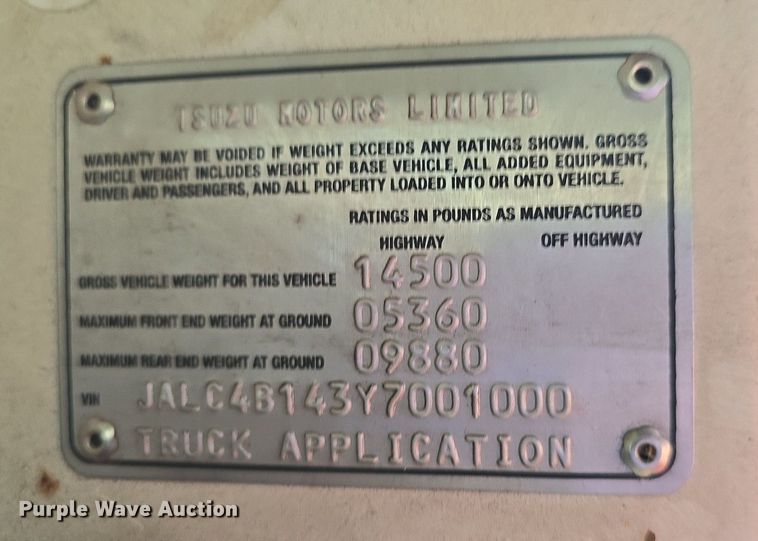 ISUZU MOTORS LIMITED
WARRANTY MAY BE VOIDED IF WEIGHT EXCEEDS ANY RATINGS SHOWN. GROSS
VEHICLE WEIGHT INCLUDES WEIGHT OF BASE VEHICLE, ALL ADDED EQUIPMENT,
DRIVER AND PASSENGERS, AND ALL PROPERTY LOADED INTO OR ONTO VEHICLE.
RATINGS IN POUNDS AS MANUFACTURED
HIGHWAY OFF HIGHWAY
GROSS VEHICLE WEIGHT FOR THIS VEHICLE 14500
MAXIMUM FRONT END WEIGHT AT GROUND 05360
MAXIMUM REAR END WEIGHT AT GROUND 09880
VIN JALC4B143Y7001000
TRUCK APPLICATION
Purple Wave Auction